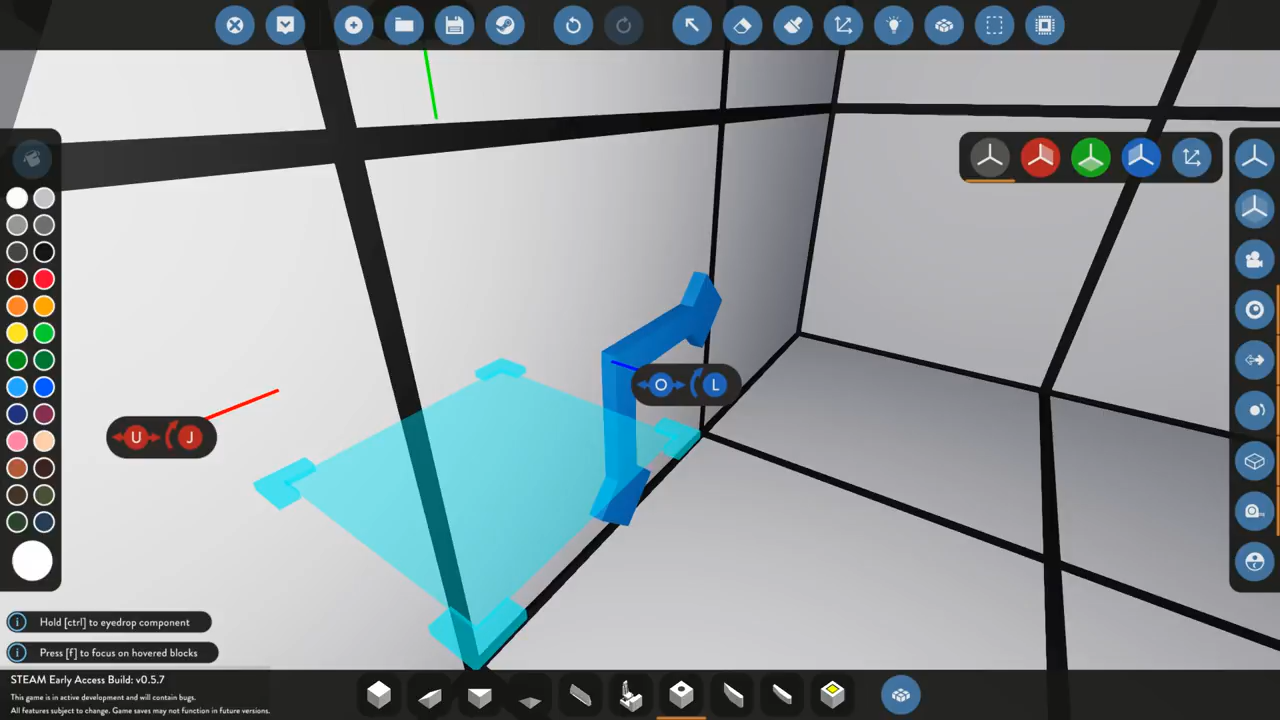 U
J
O
L
Hold [ctrl] to eyedrop component
Press [f] to focus on hovered blocks
STEAM Early Access Build: v0.5.7
This game is in active development and will contain bugs.
All features subject to change. Game saves may not function in future versions.